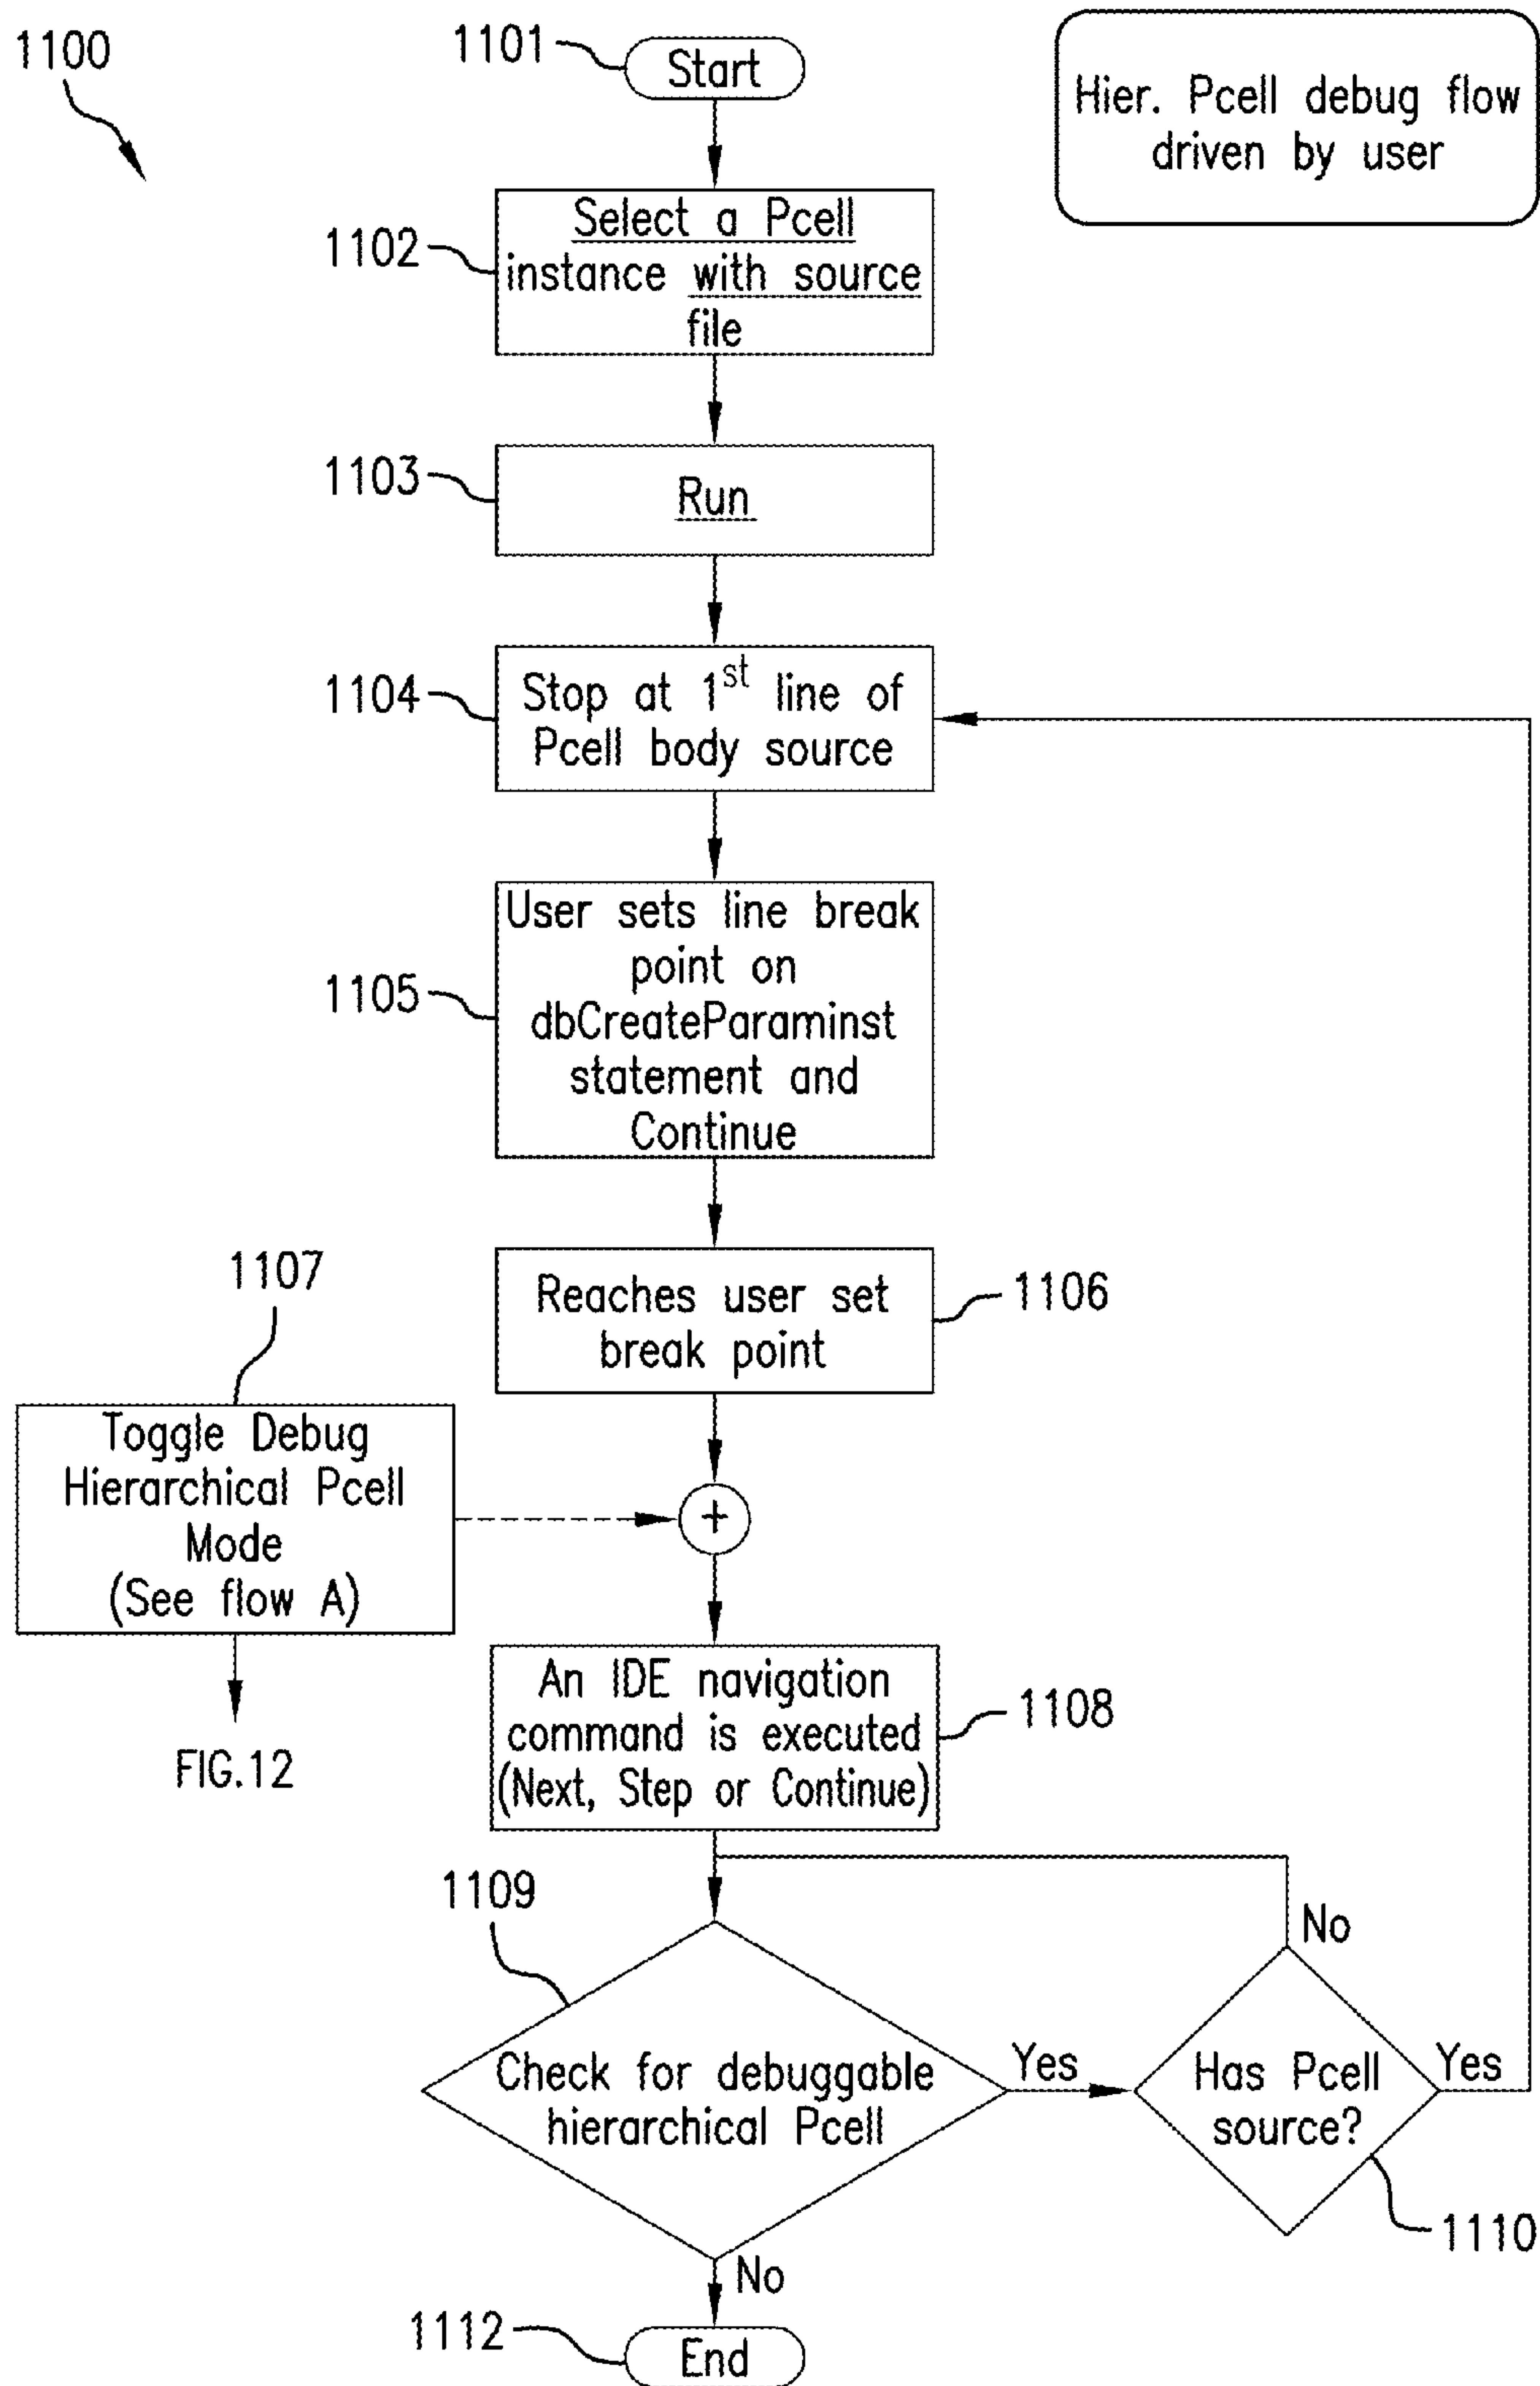 1100
1101
Start
Hier. Pcell debug flow
driven by user
1102
Select a Pcell
instance with source
file
1103
Run
1104
Stop at 1st line of
Pcell body source
1105
User sets line break
point on
dbCreateParaminst
statement and
Continue
1107
Reaches user set
break point
1106
Toggle Debug
Hierarchical Pcell
Mode
(See flow A)
+
FIG.12
An IDE navigation
command is executed
(Next, Step or Continue)
1108
1109
No
Check for debuggable
hierarchical Pcell
Yes
Has Pcell
source?
Yes
1110
No
1112
End